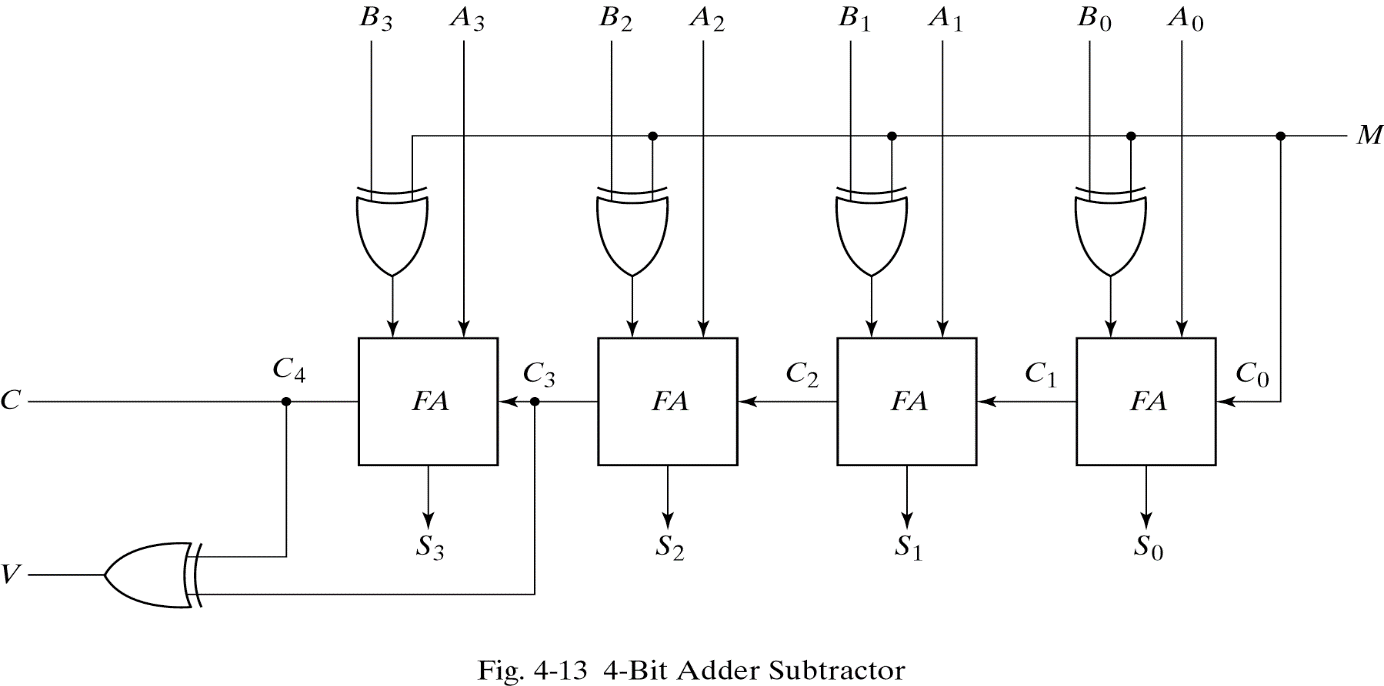 B3 A3 B2 A2 B1 A1 B0 A0
M
C4 C3 C2 C1 C0
C FA FA FA FA
S3 S2 S1 S0
V
Fig. 4-13 4-Bit Adder Subtractor